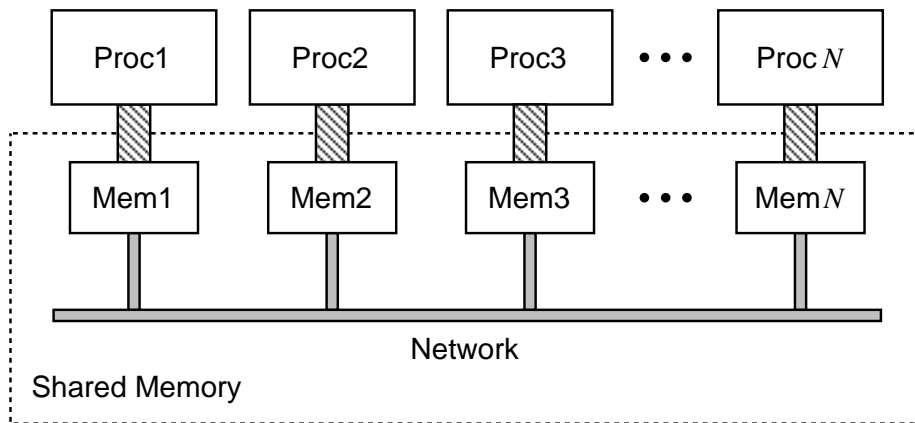 Proc1 Proc2 Proc3 • • • Proc N
Mem1 Mem2 Mem3 • • • Mem N
Network
Shared Memory